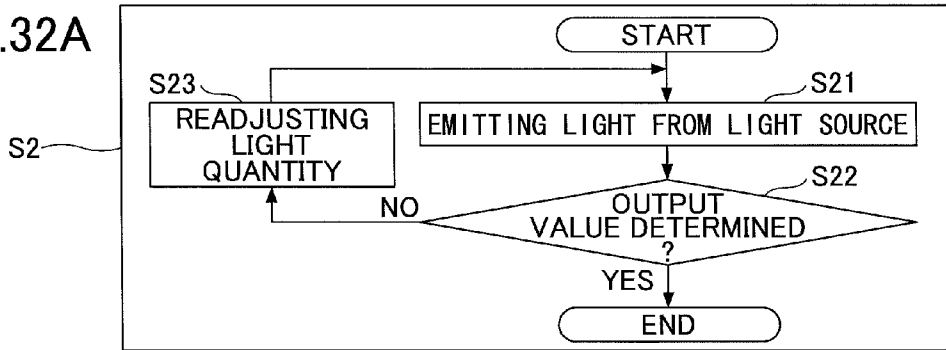 .32A
START
S23
S21
READJUSTING
LIGHT
QUANTITY
EMITTING LIGHT FROM LIGHT SOURCE
S2
S22
NO
OUTPUT
VALUE DETERMINED
?
YES
END